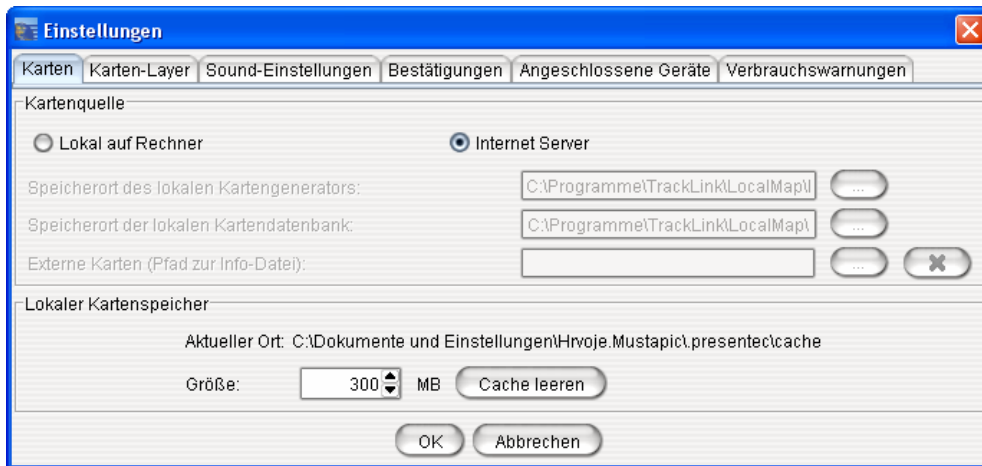 Einstellungen
Karten Karten-Layer Sound-Einstellungen Bestätigungen Angeschlossene Geräte Verbrauchswarnungen
Kartenquelle
Lokal auf Rechner Internet Server
Speicherort des lokalen Kartengenerators: C:\Programme\TrackLink\LocalMap\ ...
Speicherort der lokalen Kartendatenbank: C:\Programme\TrackLink\LocalMap\ ...
Externe Karten (Pfad zur Info-Datei): ...
Lokaler Kartenspeicher
Aktueller Ort: C:\Dokumente und Einstellungen\Hrvoje.Mustapic\.presentec\cache
Größe: 300 MB Cache leeren
OK Abbrechen